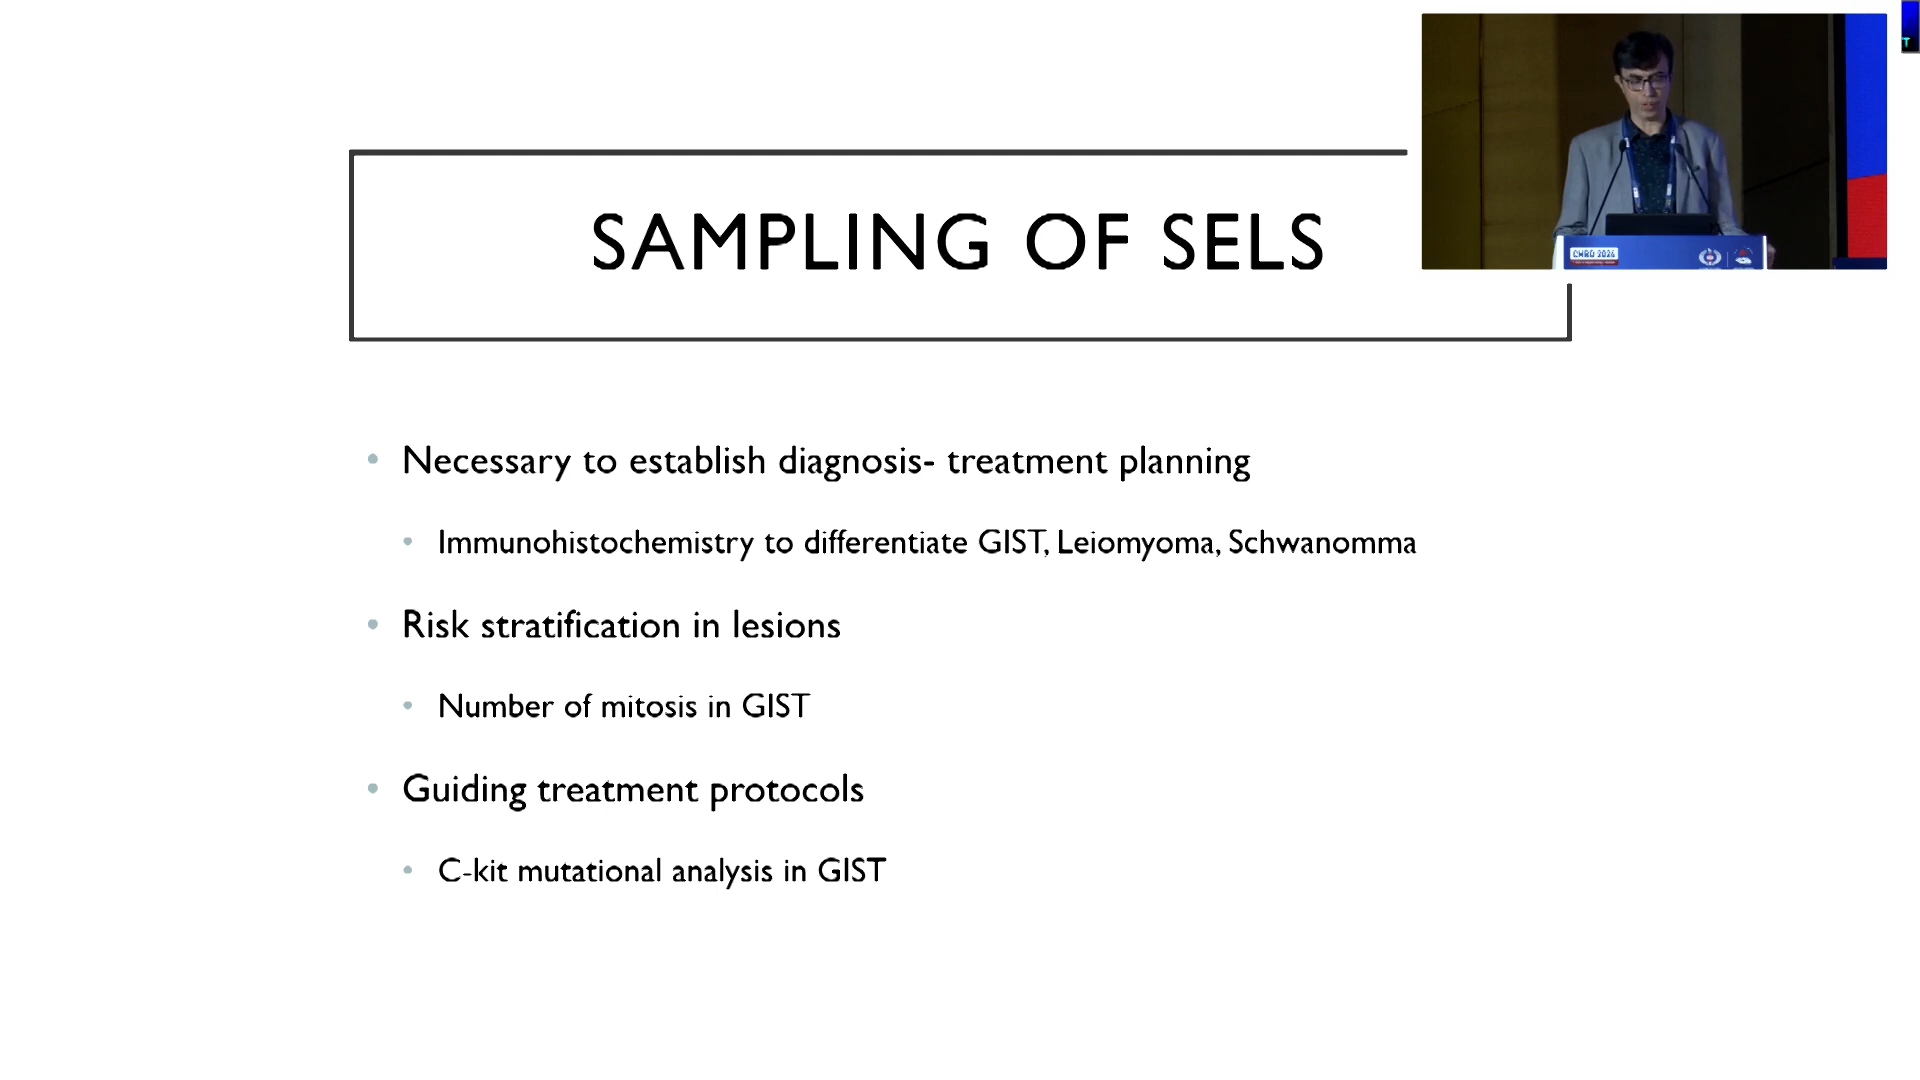 SAMPLING OF SELS
Necessary to establish diagnosis- treatment planning
Immunohistochemistry to differentiate GIST, Leiomyoma, Schwanomma
Risk stratification in lesions
Number of mitosis in GIST
Guiding treatment protocols
C-kit mutational analysis in GIST
T